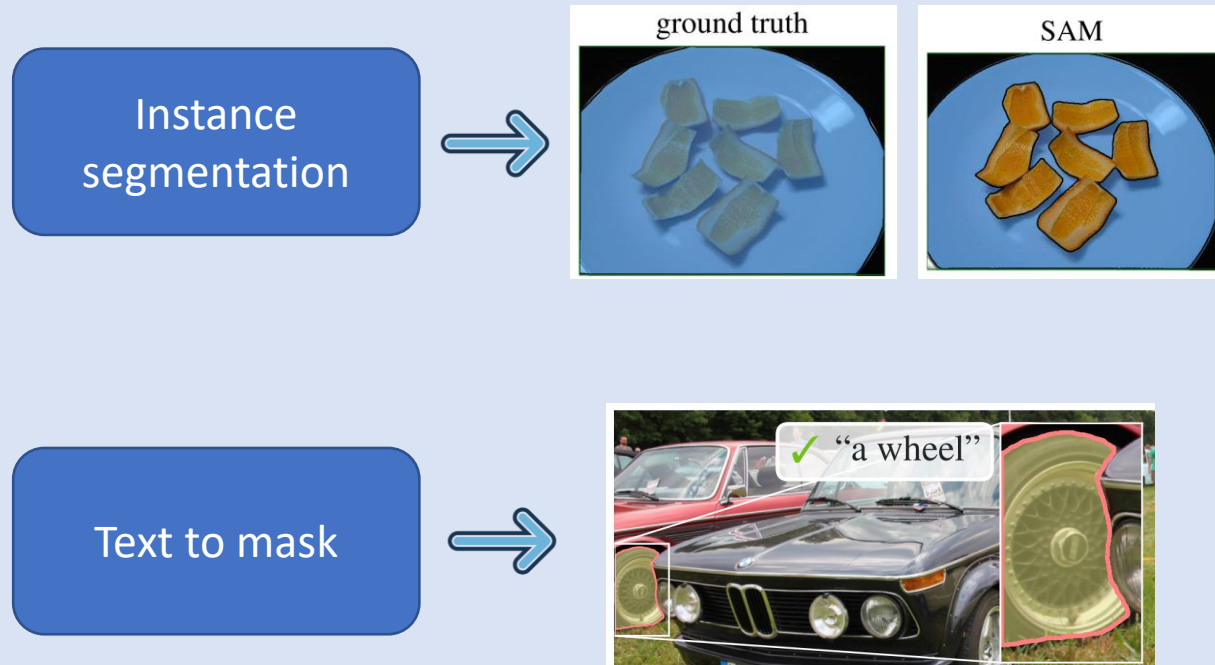 Instance
segmentation
ground truth
SAM
Text to mask
✓ “a wheel”